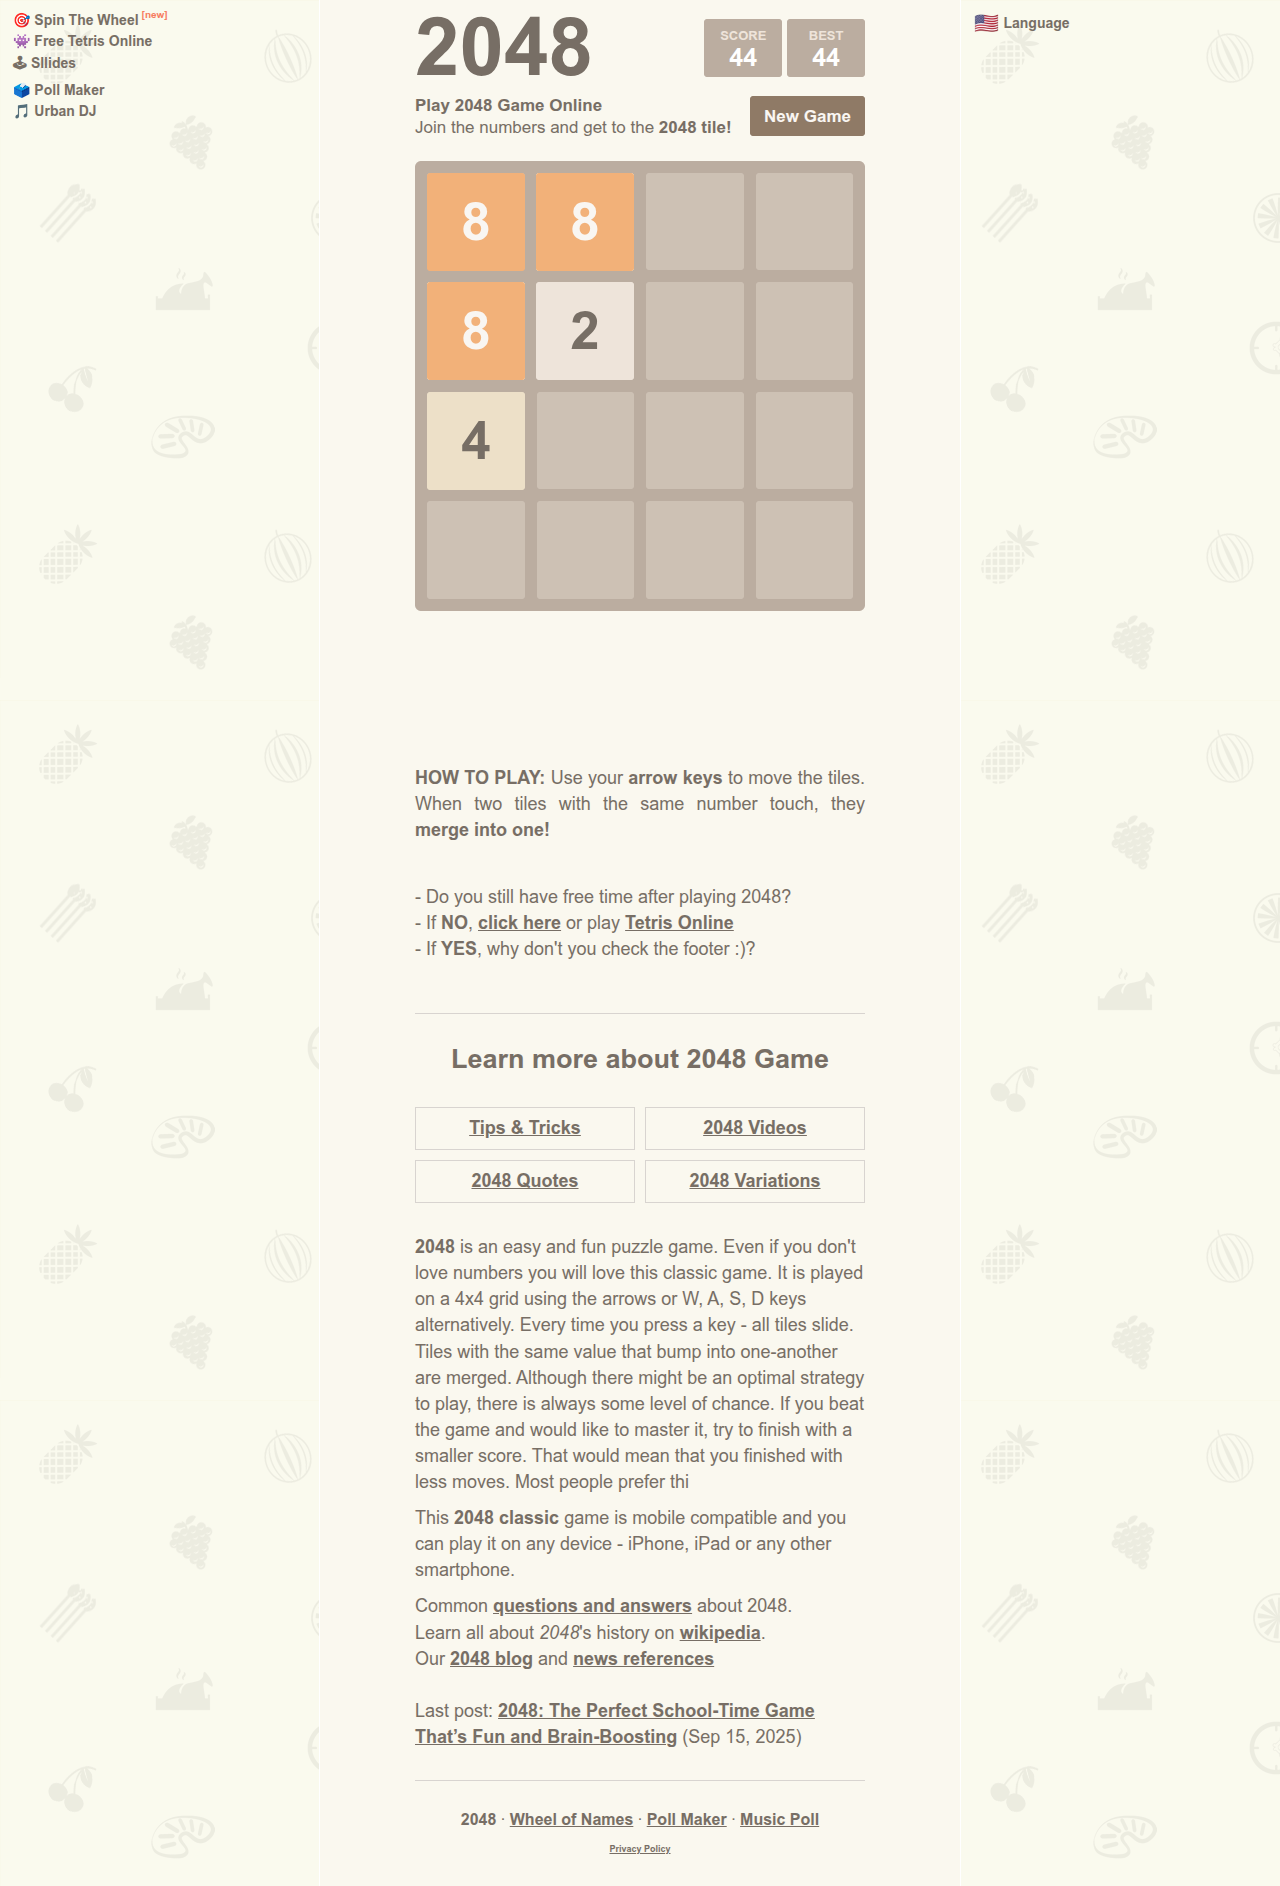 🎯 Spin The Wheel [new]
👾 Free Tetris Online
🕹 Sllides
🗳 Poll Maker
🎵 Urban DJ
🇺🇸 Language
2048
SCORE
44
BEST
44
Play 2048 Game Online
Join the numbers and get to the 2048 tile!
New Game
8 8
8 2
4
HOW TO PLAY: Use your arrow keys to move the tiles.
When two tiles with the same number touch, they
merge into one!
- Do you still have free time after playing 2048?
- If NO, click here or play Tetris Online
- If YES, why don't you check the footer :)?
Learn more about 2048 Game
Tips & Tricks
2048 Videos
2048 Quotes
2048 Variations
2048 is an easy and fun puzzle game. Even if you don't
love numbers you will love this classic game. It is played
on a 4x4 grid using the arrows or W, A, S, D keys
alternatively. Every time you press a key - all tiles slide.
Tiles with the same value that bump into one-another
are merged. Although there might be an optimal strategy
to play, there is always some level of chance. If you beat
the game and would like to master it, try to finish with a
smaller score. That would mean that you finished with
less moves. Most people prefer thi
This 2048 classic game is mobile compatible and you
can play it on any device - iPhone, iPad or any other
smartphone.
Common questions and answers about 2048.
Learn all about 2048's history on wikipedia.
Our 2048 blog and news references
Last post: 2048: The Perfect School-Time Game
That’s Fun and Brain-Boosting (Sep 15, 2025)
2048 · Wheel of Names · Poll Maker · Music Poll
Privacy Policy